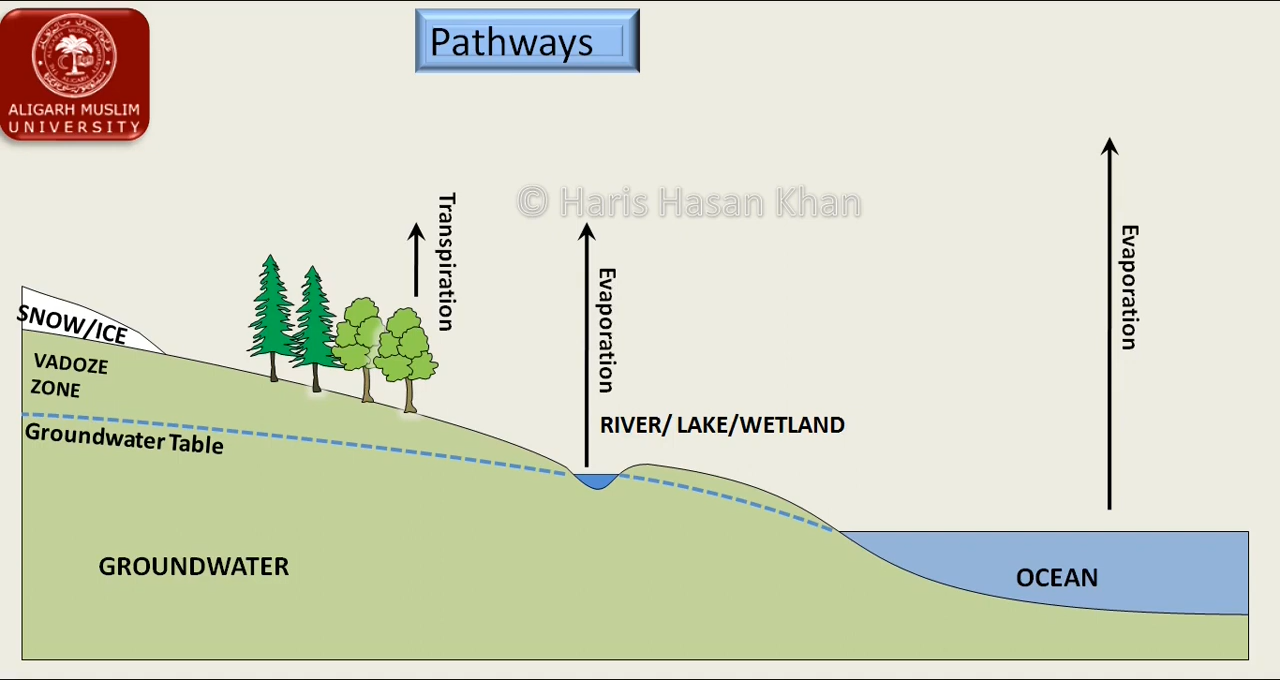 Pathways
ALIGARH MUSLIM
UNIVERSITY
© Haris Hasan Khan
Transpiration
Evaporation
Evaporation
SNOW/ICE
VADOZE
ZONE
Groundwater Table
RIVER/ LAKE/WETLAND
GROUNDWATER
OCEAN